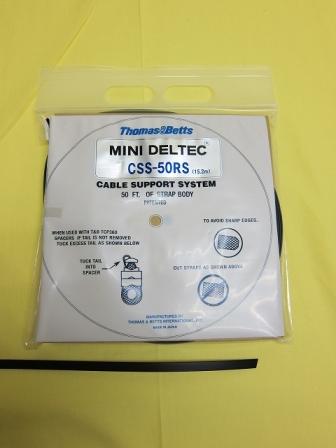 Thomas&Betts
MINI DELTEC
CSS-50RS (15.2m)
CABLE SUPPORT SYSTEM
50 FT. OF STRAP BODY
PATENTED
WHEN USED WITH T&B TCP360
SPACERS IF TAIL IS NOT REMOVED
TUCK EXCESS TAIL AS SHOWN BELOW
TUCK TAIL
INTO
SPACER
TO AVOID SHARP EDGES.
CUT STRAPS AS SHOWN ABOVE
MANUFACTURED BY
THOMAS & BETTS INTERNATIONAL, INC.
MADE IN JAPAN